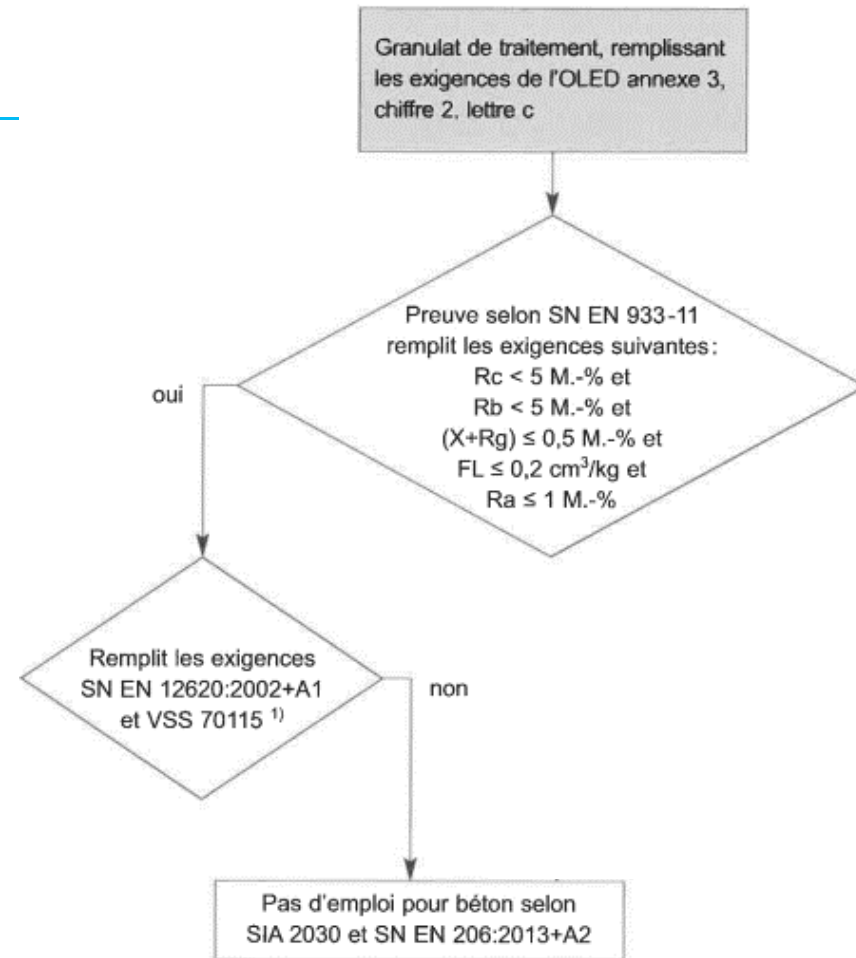 Granulat de traitement, remplissant
les exigences de l'OLED annexe 3,
chiffre 2, lettre c
Preuve selon SN EN 933-11
remplit les exigences suivantes:
Rc < 5 M.-% et
Rb < 5 M.-% et
(X+Rg) ≤ 0,5 M.-% et
FL ≤ 0,2 cm³/kg et
Ra ≤ 1 M.-%
oui
Remplit les exigences
SN EN 12620:2002+A1
et VSS 70115 ¹⁾
non
Pas d'emploi pour béton selon
SIA 2030 et SN EN 206:2013+A2